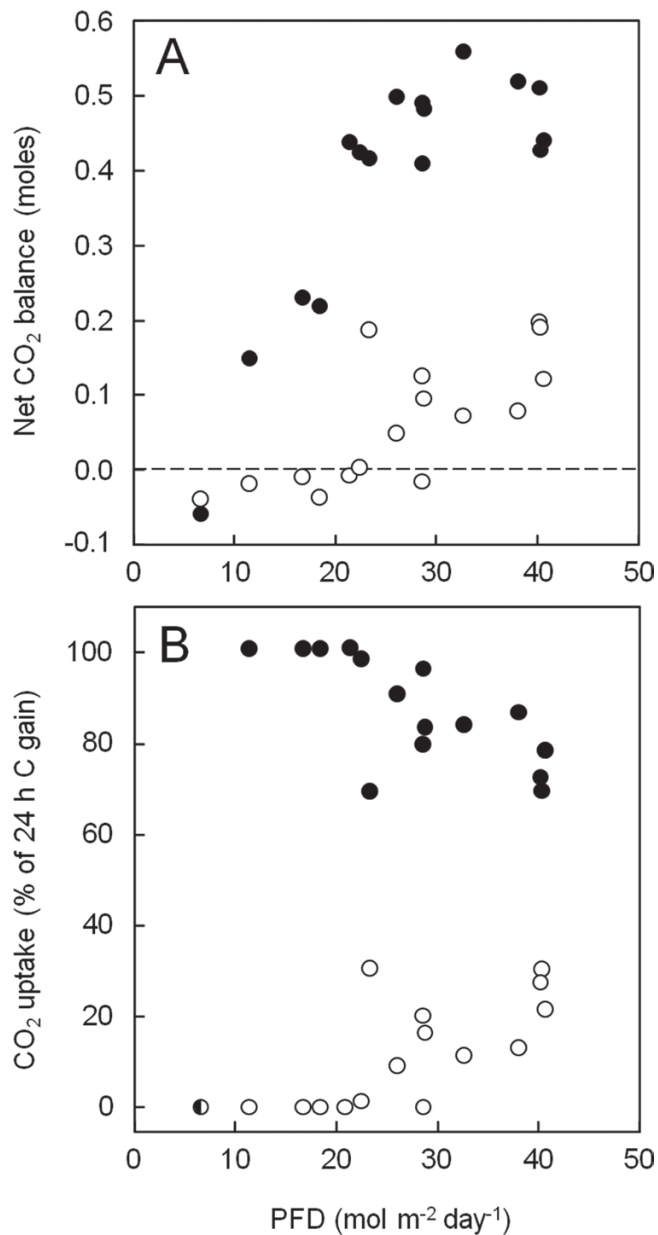 A
0.6
0.5
0.4
0.3
0.2
0.1
0.0
-0.1
Net CO₂ balance (moles)
0 10 20 30 40 50
B
100
80
60
40
20
0
CO₂ uptake (% of 24 h C gain)
0 10 20 30 40 50
PFD (mol m⁻² day⁻¹)